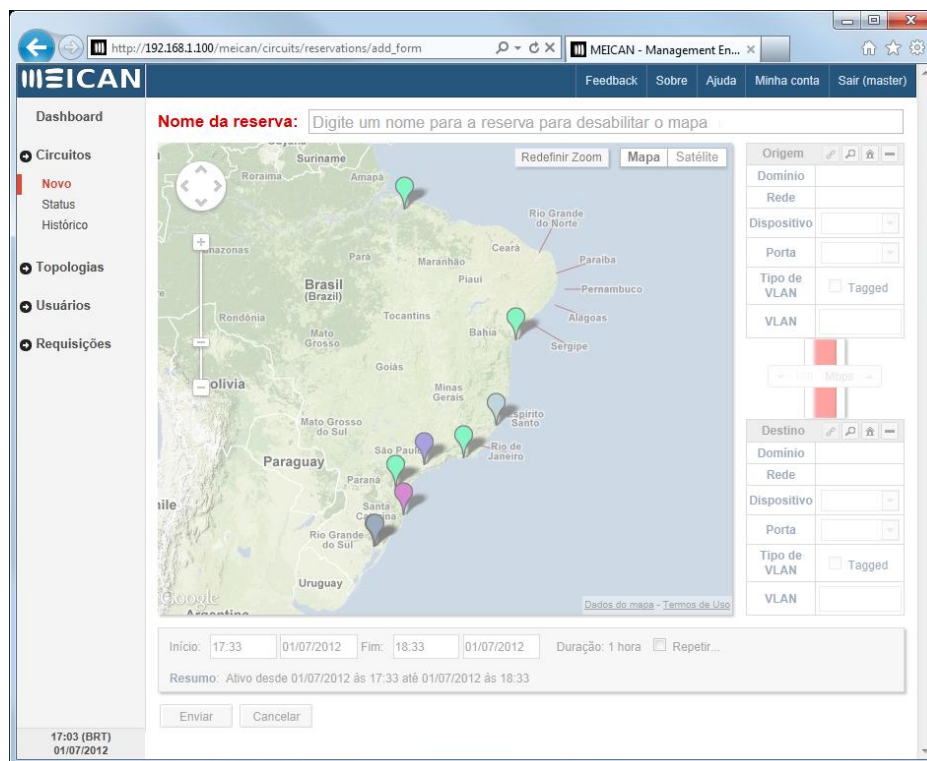 http://192.168.1.100/meican/circuits/reservations/add_form
MEICAN - Management En...
MEICAN
Feedback Sobre Ajuda Minha conta Sair (master)
Dashboard
Circuitos
Novo
Status
Histórico
Topologias
Usuários
Requisições
17:03 (BRT)
01/07/2012
Nome da reserva: Digite um nome para a reserva para desabilitar o mapa
Redefinir Zoom Mapa Satélite
Suriname
Roraima
Amapá
Rio Grande
do Norte
Ceará
Pará
Maranhão
Paraíba
Piauí
Brasil
(Brazil)
Pernambuco
Rondônia
Tocantins
Alagoas
Mato
Grosso
Bahia
Sergipe
Goiás
Minas
Gerais
Mato Grosso
do Sul
Espírito
Santo
São Paulo
Rio de
Janeiro
Paraguay
Paraná
Santa
Catarina
Rio Grande
do Sul
Uruguay
Google
Argentina
Dados do mapa - Termos de Uso
Origem
Domínio
Rede
Dispositivo
Porta
Tipo de
VLAN
Tagged
VLAN
Mbps
Destino
Domínio
Rede
Dispositivo
Porta
Tipo de
VLAN
Tagged
VLAN
Início: 17:33 01/07/2012 Fim: 18:33 01/07/2012 Duração: 1 hora Repetir...
Resumo: Ativo desde 01/07/2012 às 17:33 até 01/07/2012 às 18:33
Enviar Cancelar